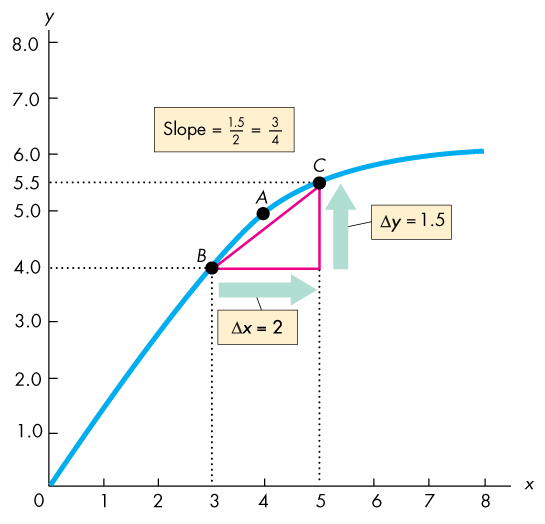 y
8.0
7.0
Slope = 1.5/2 = 3/4
6.0
C
5.5
A
5.0
Δy = 1.5
B
4.0
Δx = 2
3.0
2.0
1.0
0 1 2 3 4 5 6 7 8 x